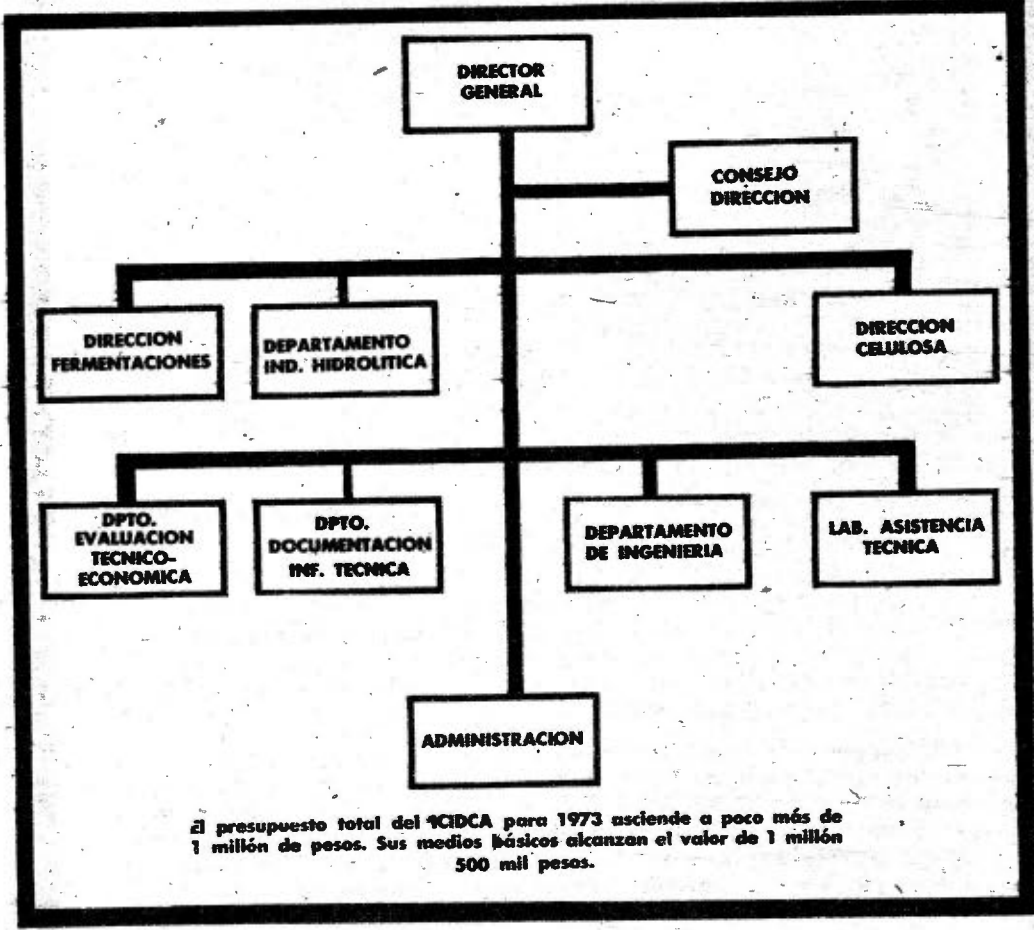 DIRECTOR
GENERAL
CONSEJO
DIRECCION
DIRECCION
FERMENTACIONES
DEPARTAMENTO
IND. HIDROLITICA
DIRECCION
CELULOSA
DPTO.
EVALUACION
TECNICO-
ECONOMICA
DPTO.
DOCUMENTACION
INF. TECNICA
DEPARTAMENTO
DE INGENIERIA
LAB. ASISTENCIA
TECNICA
ADMINISTRACION
El presupuesto total del ICIDCA para 1973 asciende a poco más de
1 millón de pesos. Sus medios básicos alcanzan el valor de 1 millón
500 mil pesos.